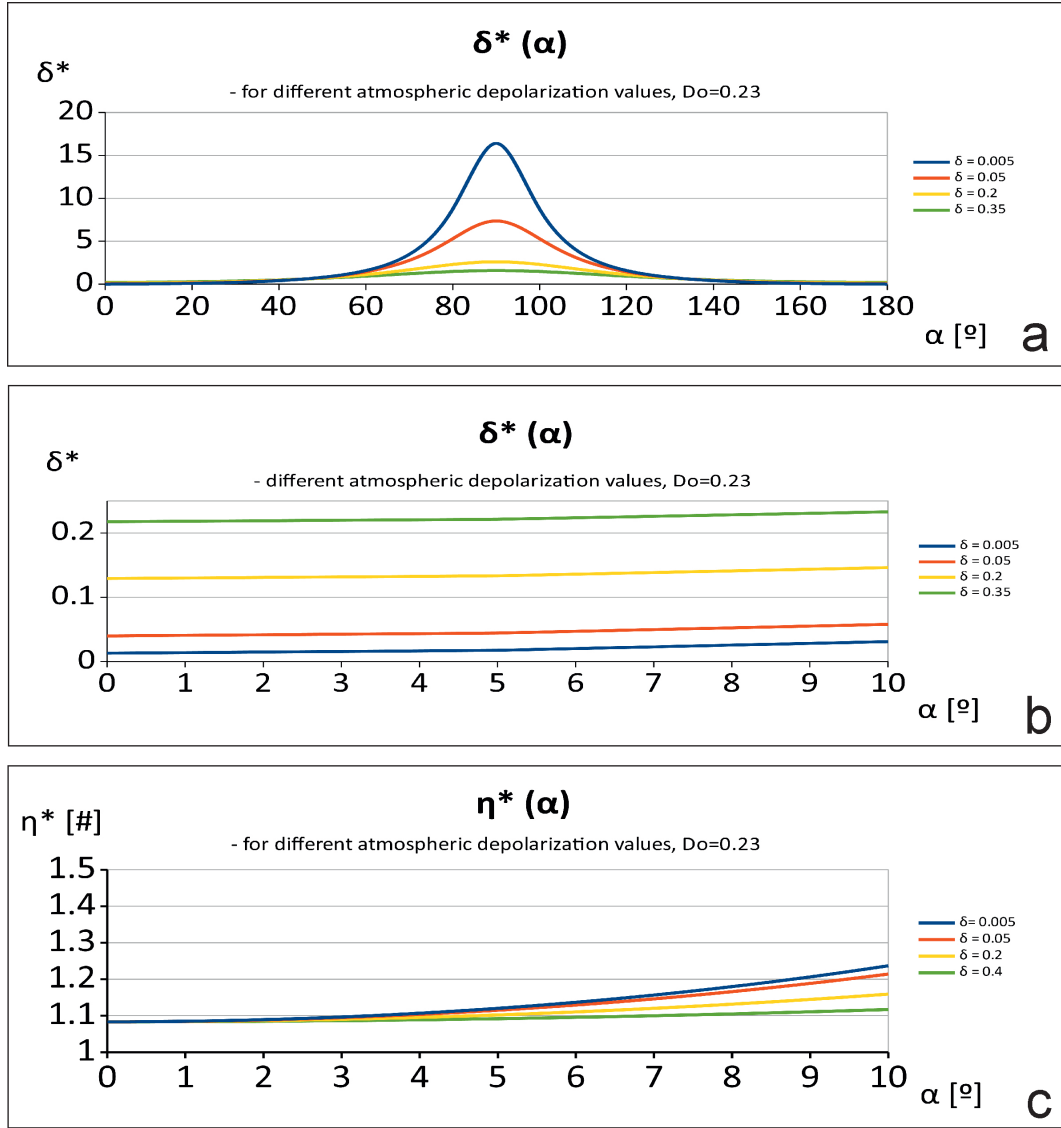 δ* (α)
δ*
- for different atmospheric depolarization values, Do=0.23
20
15
10
5
0
0 20 40 60 80 100 120 140 160 180
α [º]
δ = 0.005
δ = 0.05
δ = 0.2
δ = 0.35
a
δ* (α)
δ*
- different atmospheric depolarization values, Do=0.23
0.2
0.1
0
0 1 2 3 4 5 6 7 8 9 10
α [º]
δ = 0.005
δ = 0.05
δ = 0.2
δ = 0.35
b
η* (α)
η* [#]
- for different atmospheric depolarization values, Do=0.23
1.5
1.4
1.3
1.2
1.1
1
0 1 2 3 4 5 6 7 8 9 10
α [º]
δ= 0.005
δ = 0.05
δ = 0.2
δ = 0.4
c